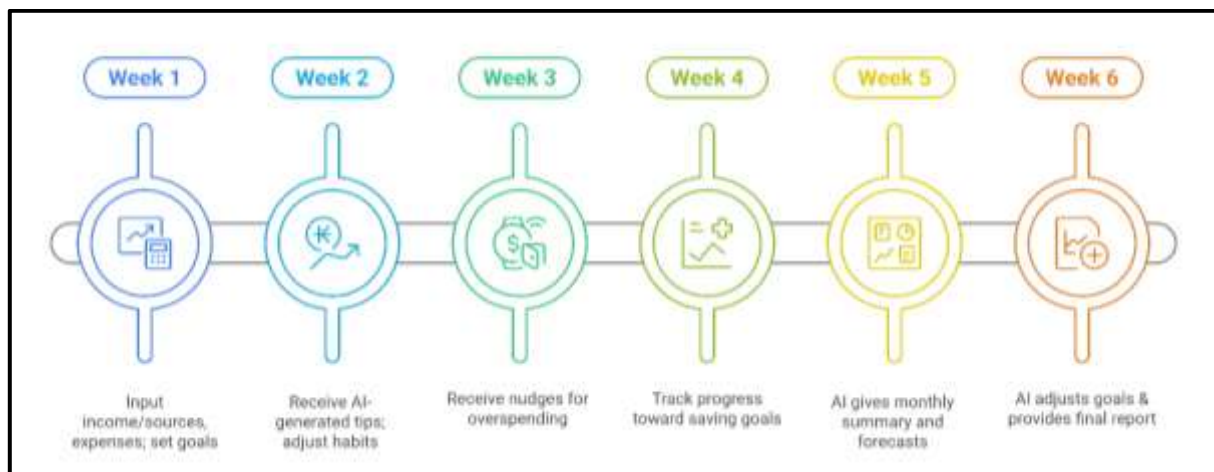 Week 1
Week 2
Week 3
Week 4
Week 5
Week 6
$
Input
income/sources,
expenses; set goals
Receive AI-
generated tips;
adjust habits
Receive nudges for
overspending
Track progress
toward saving goals
AI gives monthly
summary and
forecasts
AI adjusts goals &
provides final report